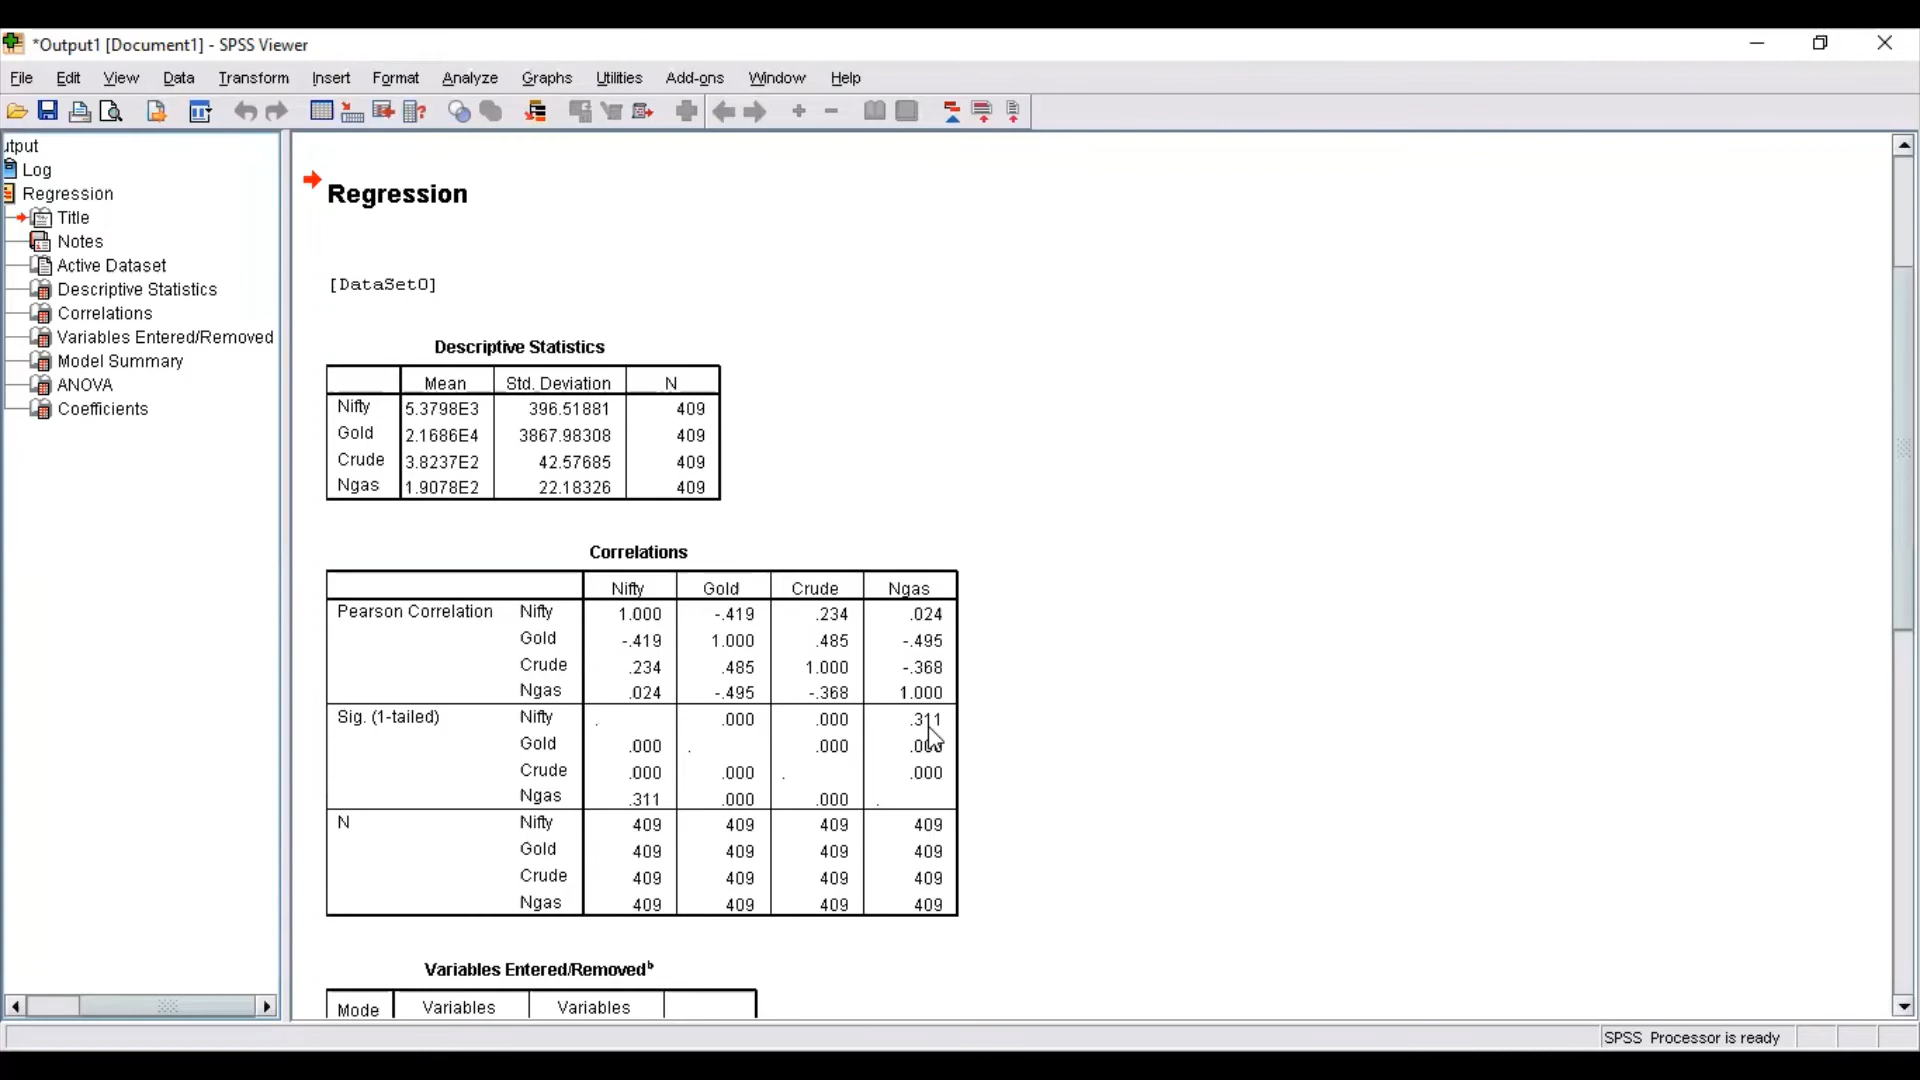 *Output1 [Document1] - SPSS Viewer
File Edit View Data Transform Insert Format Analyze Graphs Utilities Add-ons Window Help
utput
Log
Regression
Title
Notes
Active Dataset
Descriptive Statistics
Correlations
Variables Entered/Removed
Model Summary
ANOVA
Coefficients
Regression
[DataSet0]
Descriptive Statistics
Mean Std. Deviation N
Nifty 5.3798E3 396.51881 409
Gold 2.1686E4 3867.98308 409
Crude 3.8237E2 42.57685 409
Ngas 1.9078E2 22.18326 409
Correlations
Nifty Gold Crude Ngas
Pearson Correlation Nifty 1.000 -.419 .234 .024
Gold -.419 1.000 .485 -.495
Crude .234 .485 1.000 -.368
Ngas .024 -.495 -.368 1.000
Sig. (1-tailed) Nifty . .000 .000 .311
Gold .000 . .000 .000
Crude .000 .000 . .000
Ngas .311 .000 .000 .
N Nifty 409 409 409 409
Gold 409 409 409 409
Crude 409 409 409 409
Ngas 409 409 409 409
Variables Entered/Removedᵇ
Mode Variables Variables
SPSS Processor is ready